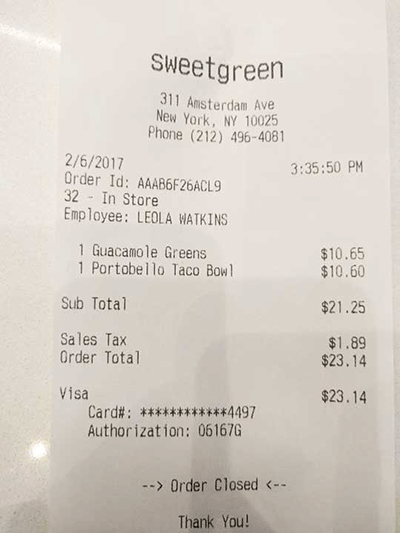 sweetgreen
311 Amsterdam Ave
New York, NY 10025
Phone (212) 496-4081
2/6/2017 3:35:50 PM
Order Id: AAAB6F26ACL9
32 - In Store
Employee: LEOLA WATKINS
1 Guacamole Greens $10.65
1 Portobello Taco Bowl $10.60
Sub Total $21.25
Sales Tax $1.89
Order Total $23.14
Visa $23.14
Card#: ************4497
Authorization: 06167G
--> Order Closed <--
Thank You!